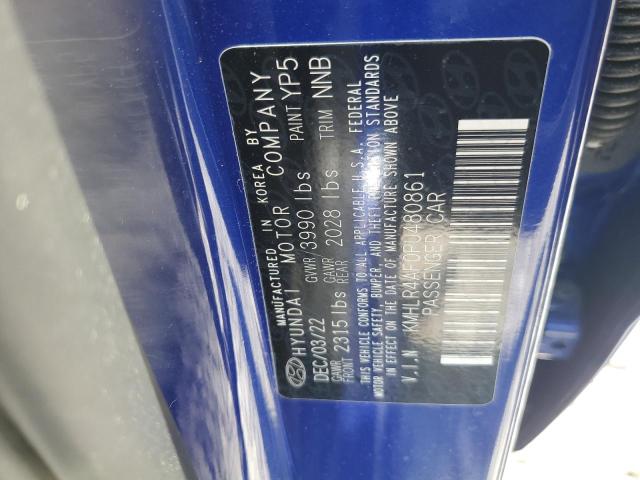 MANUFACTURED IN KOREA BY
HYUNDAI MOTOR COMPANY
DEC/03/22 GVWR/3990 lbs PAINT YP5
GAWR FRONT 2315 lbs GAWR REAR 2028 lbs TRIM NNB
THIS VEHICLE CONFORMS TO ALL APPLICABLE U.S.A. FEDERAL
MOTOR VEHICLE SAFETY, BUMPER, AND THEFT PREVENTION STANDARDS
IN EFFECT ON THE DATE OF MANUFACTURE SHOWN ABOVE
V.I.N KMHLR4AF0PU480861
PASSENGER CAR